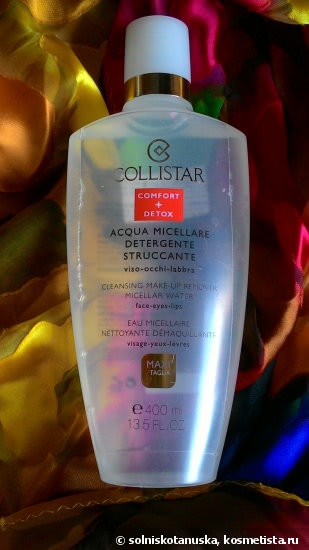 COLLISTAR
COMFORT
+
DETOX
ACQUA MICELLARE
DETERGENTE
STRUCCANTE
viso-occhi-labbra
CLEANSING MAKE-UP REMOVER
MICELLAR WATER
face-eyes-lips
EAU MICELLAIRE
NETTOYANTE DÉMAQUILLANTE
visage-yeux-lèvres
MAXI
TAGLIA
e 400 m
13.5 FL.OZ
© solniskotanuska, kosmetista.ru